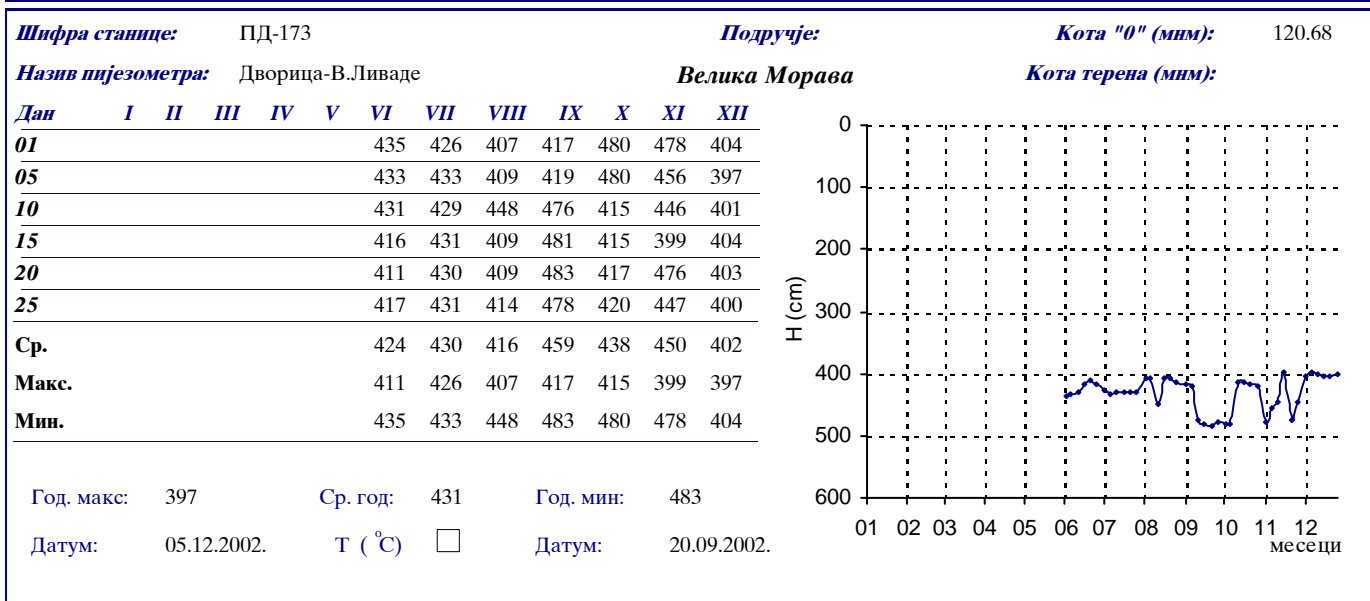 Шифра станице: ПД-173 Подручје: Кота "0" (мнм): 120.68
Назив пијезометра: Дворица-В.Ливаде Велика Морава Кота терена (мнм):
Дан I II III IV V VI VII VIII IX X XI XII
01 435 426 407 417 480 478 404
05 433 433 409 419 480 456 397
10 431 429 448 476 415 446 401
15 416 431 409 481 415 399 404
20 411 430 409 483 417 476 403
25 417 431 414 478 420 447 400
Ср. 424 430 416 459 438 450 402
Макс. 411 426 407 417 415 399 397
Мин. 435 433 448 483 480 478 404
Год. макс: 397 Ср. год: 431 Год. мин: 483
Датум: 05.12.2002. Т ( °C) Датум: 20.09.2002.
H (cm)
0
100
200
300
400
500
600
01 02 03 04 05 06 07 08 09 10 11 12
месеци